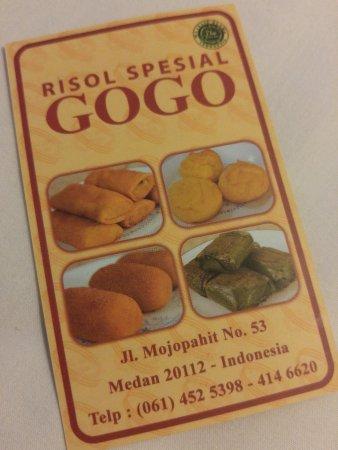 RISOL SPESIAL
GOGO
Jl. Mojopahit No. 53
Medan 20112 - Indonesia
Telp : (061) 452 5398 - 414 6620